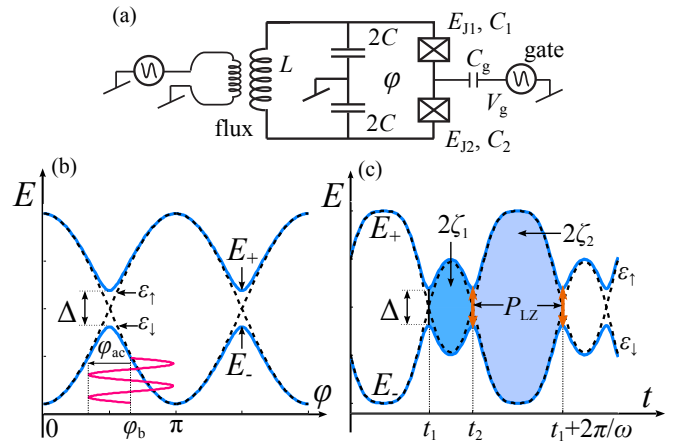 (a)
2C
E_J1, C_1
L
C_g
gate
φ
flux
2C
V_g
E_J2, C_2
(b)
(c)
E
E_+
ε_↑
Δ
ε_↓
φ_ac
E_-
φ
0
φ_b
π
E
E_+
2ζ_1
2ζ_2
ε_↑
Δ
P_LZ
ε_↓
E_-
t
t_1
t_2
t_1+2π/ω